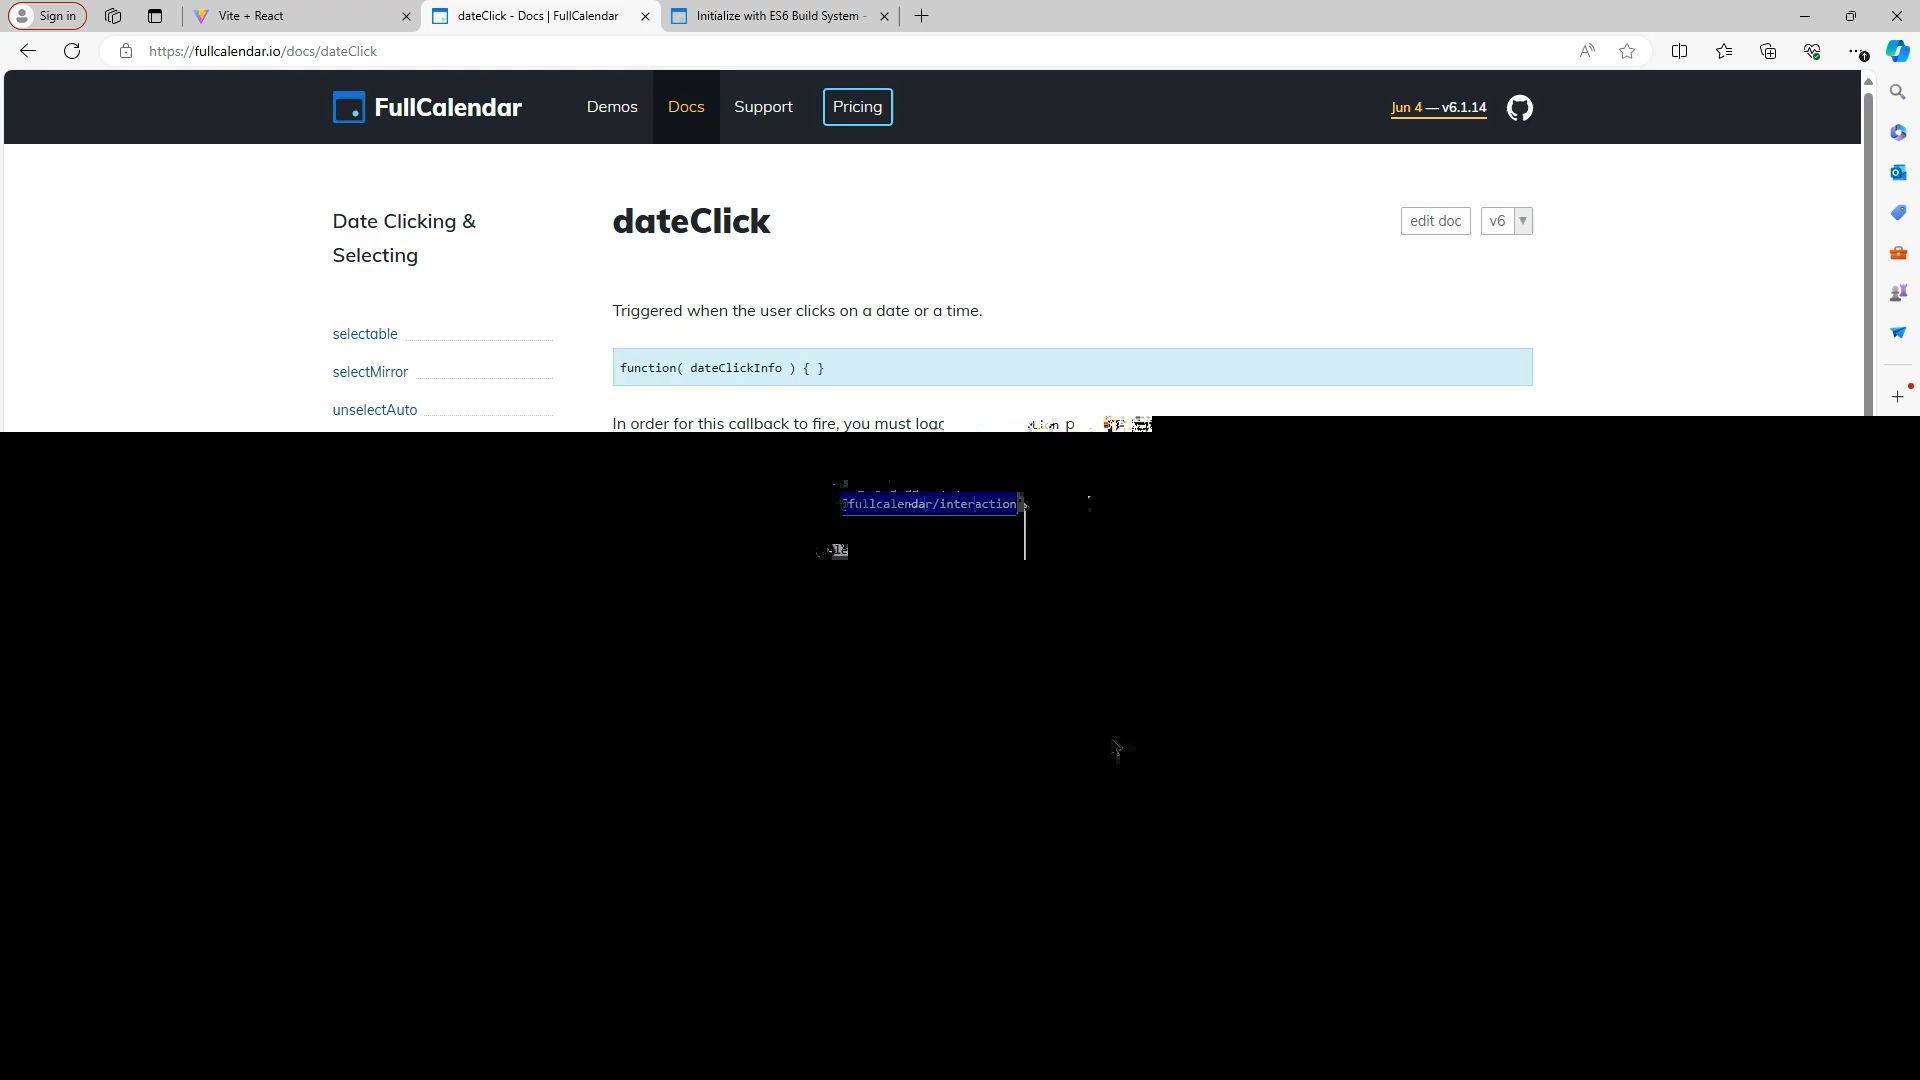 Sign in
Vite + React
dateClick - Docs | FullCalendar
Initialize with ES6 Build System -
https://fullcalendar.io/docs/dateClick
FullCalendar
Demos
Docs
Support
Pricing
Jun 4 — v6.1.14
Date Clicking &
Selecting
dateClick
edit doc
v6
Triggered when the user clicks on a date or a time.
selectable
function( dateClickInfo ) { }
selectMirror
unselectAuto
In order for this callback to fire, you must
@fullcalendar/interaction